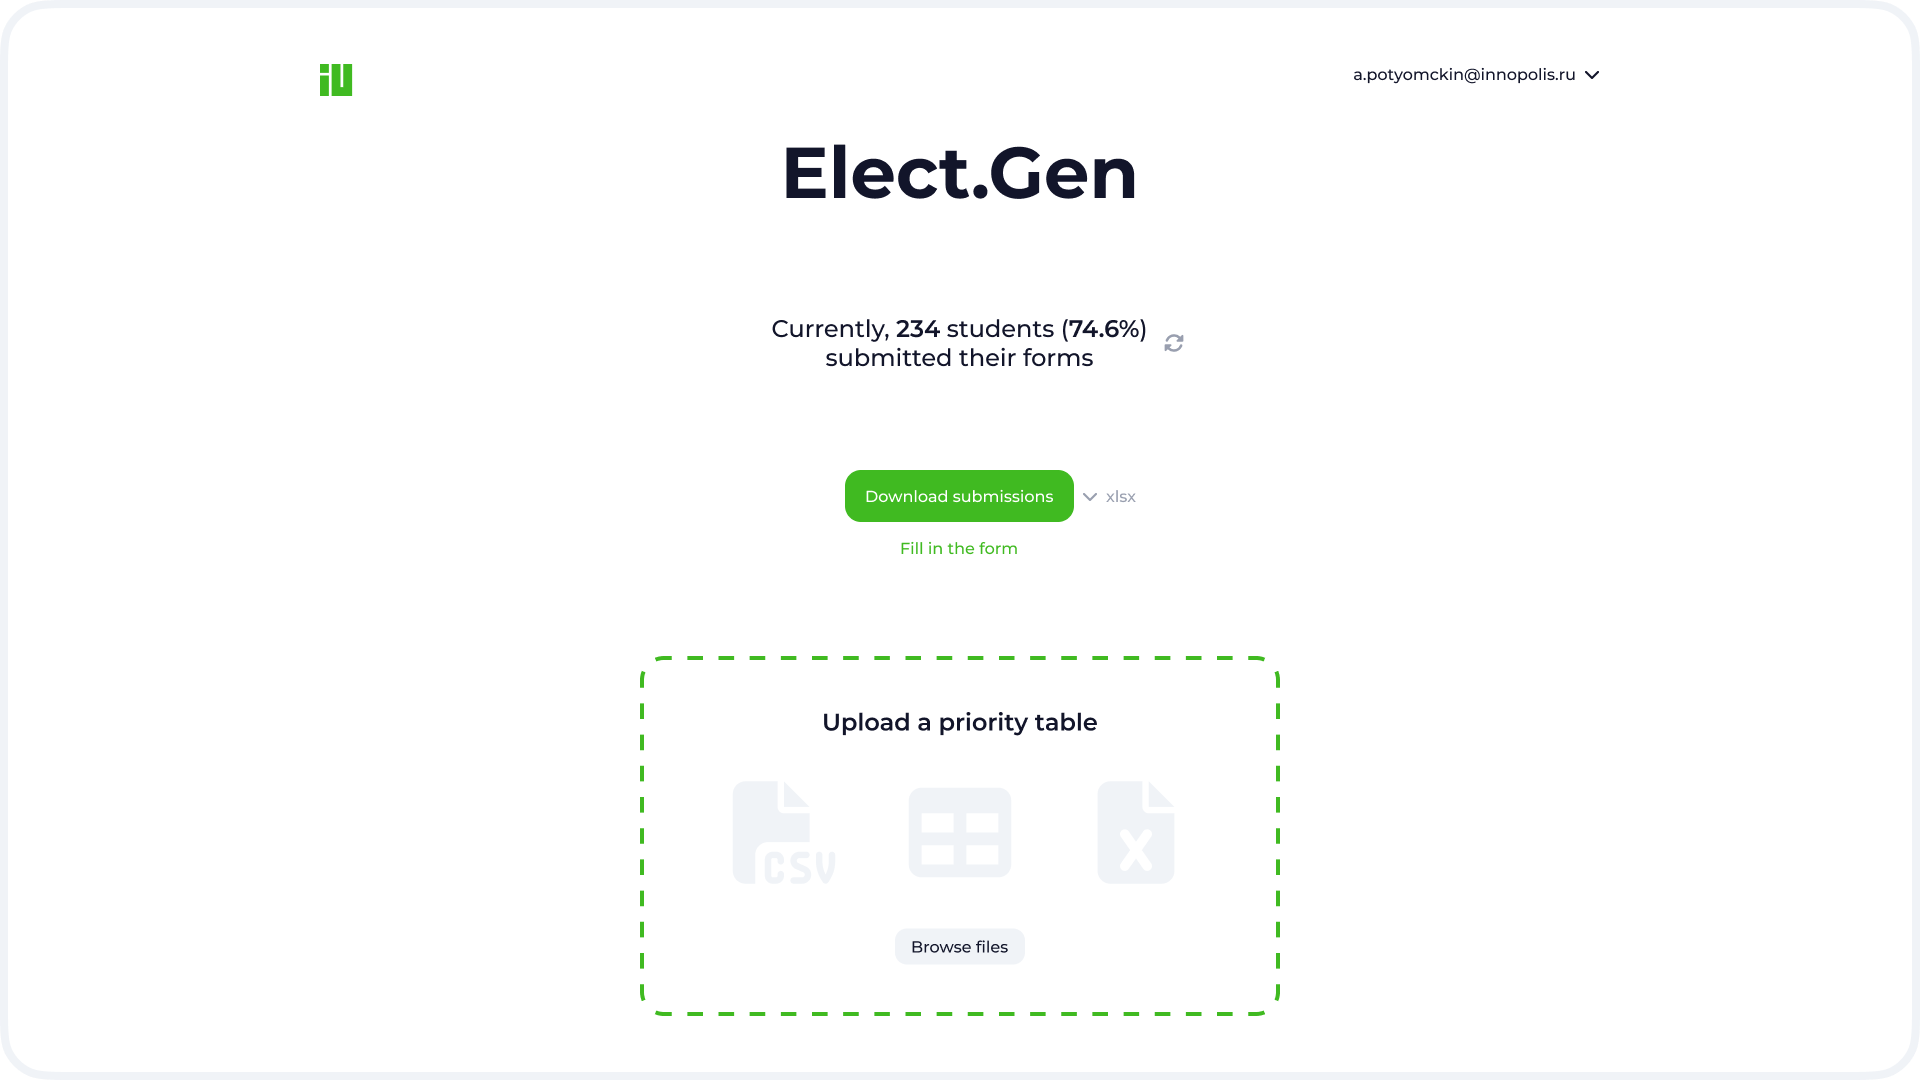 iu
a.potyomckin@innopolis.ru
Elect.Gen
Currently, 234 students (74.6%)
submitted their forms
Download submissions
xlsx
Fill in the form
Upload a priority table
CSV
X
Browse files